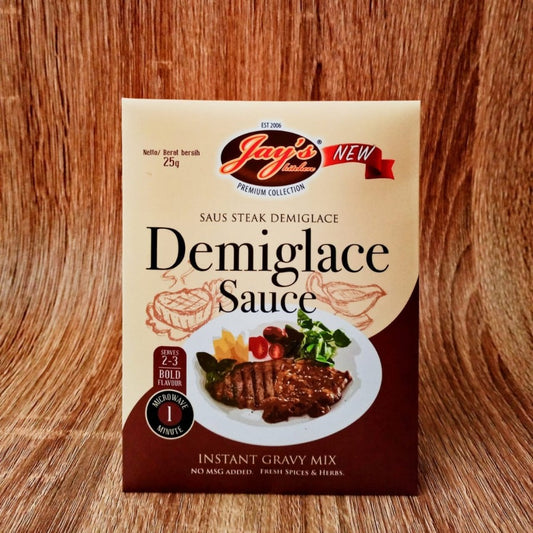 EST 2006
Jay's®
kitchen
PREMIUM COLLECTION
NEW
Netto/ Berat bersih
25g
SAUS STEAK DEMIGLACE
Demiglace
Sauce
SERVES
2-3
BOLD
FLAVOUR
MICROWAVE
1
MINUTE
INSTANT GRAVY MIX
NO MSG ADDED. FRESH SPICES & HERBS.